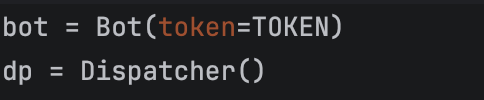 bot = Bot(token=TOKEN)
dp = Dispatcher()